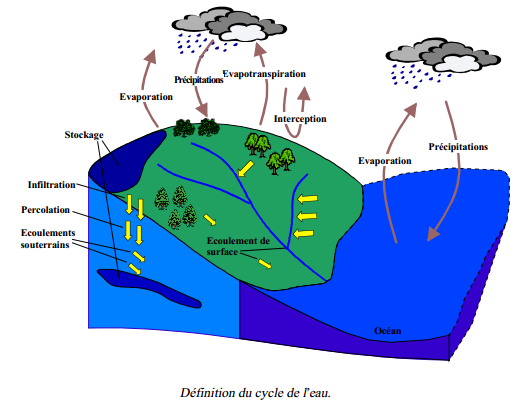 Précipitations
Evapotranspiration
Evaporation
Interception
Stockage
Evaporation
Précipitations
Infiltration
Percolation
Ecoulements
souterrains
Ecoulement de
surface
Océan
Définition du cycle de l'eau.